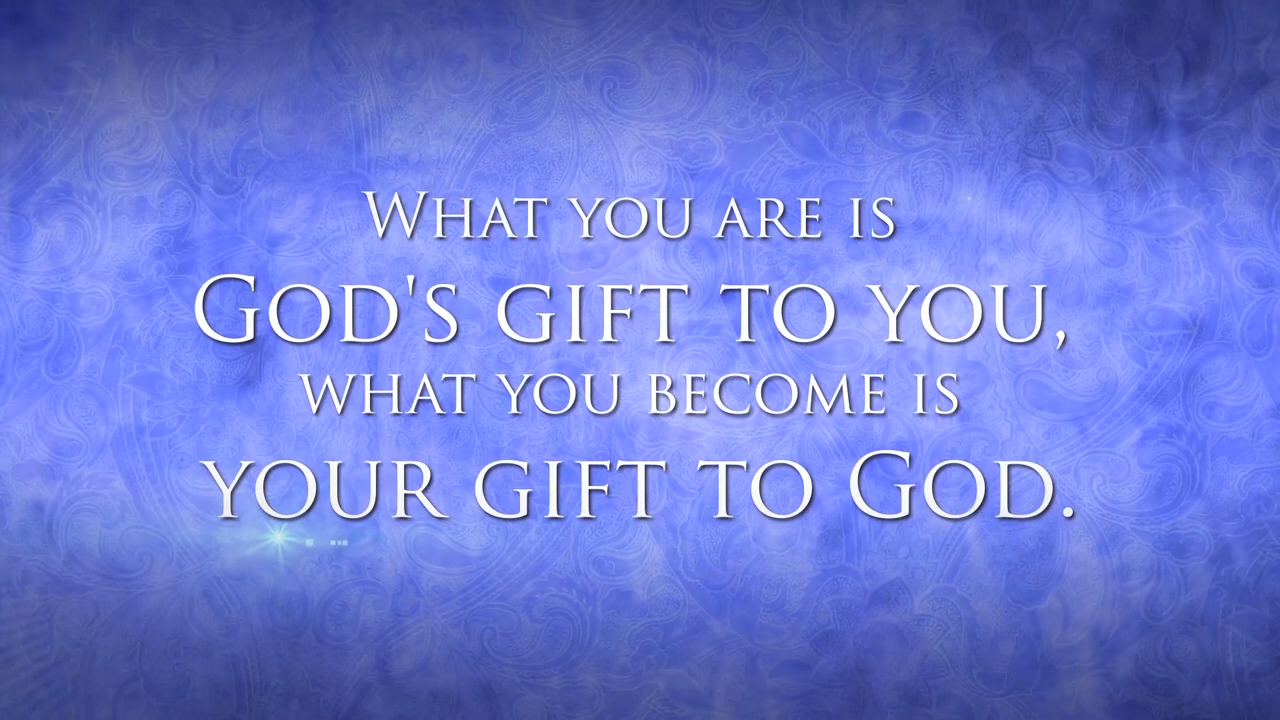 What you are is
God's gift to you,
what you become is
your gift to God.